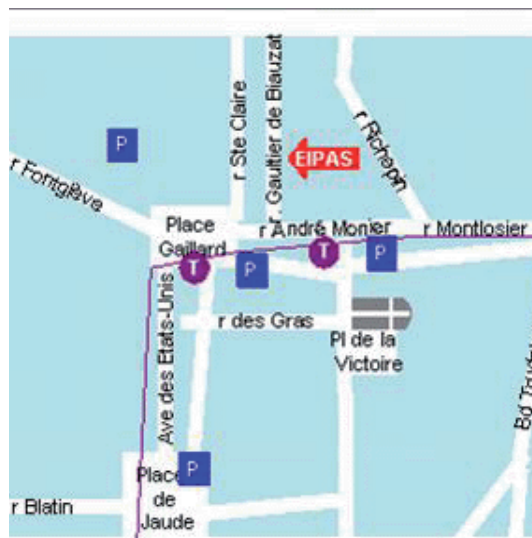 P
r Fontgiève
r Ste Claire
r. Gaultier de Biauzat
EIPAS
r Richepin
Place
Gaillard
r André Monier
r Montlosier
T
P
T
P
Ave des Etats-Unis
r des Gras
Pl de la
Victoire
P
Place
de
Jaude
r Blatin